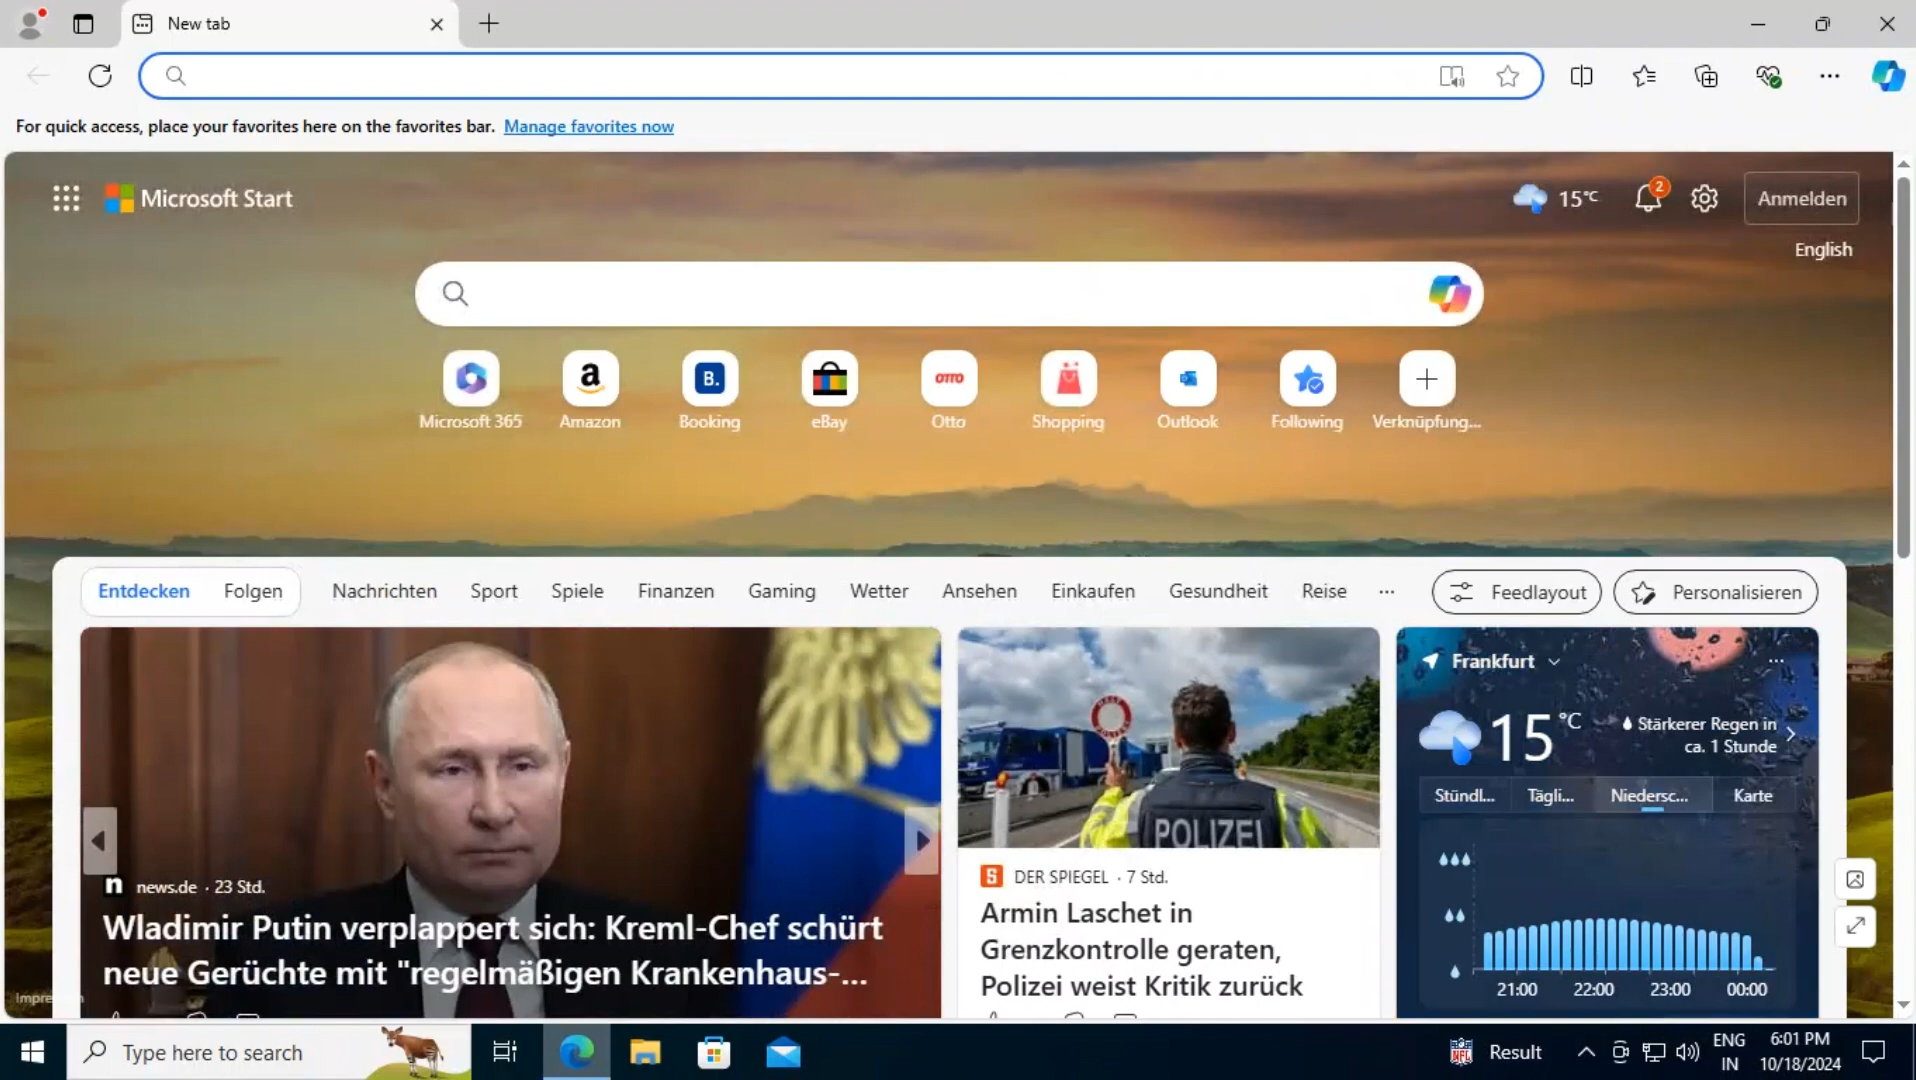 New tab
For quick access, place your favorites here on the favorites bar. Manage favorites now
Microsoft Start
15°C
2
Anmelden
English
Microsoft 365
a
Amazon
B.
Booking
eBay
OTTO
Otto
Shopping
Outlook
Following
Verknüpfung...
Entdecken
Folgen
Nachrichten
Sport
Spiele
Finanzen
Gaming
Wetter
Ansehen
Einkaufen
Gesundheit
Reise
...
Feedlayout
Personalisieren
n news.de · 23 Std.
Wladimir Putin verplappert sich: Kreml-Chef schürt
neue Gerüchte mit "regelmäßigen Krankenhaus-...
POLIZEI
S DER SPIEGEL · 7 Std.
Armin Laschet in
Grenzkontrolle geraten,
Polizei weist Kritik zurück
Frankfurt
15 °C
Stärkerer Regen in
ca. 1 Stunde
Stündl...
Tägli...
Niedersc...
Karte
21:00
22:00
23:00
00:00
Type here to search
NFL
Result
ENG
IN
6:01 PM
10/18/2024